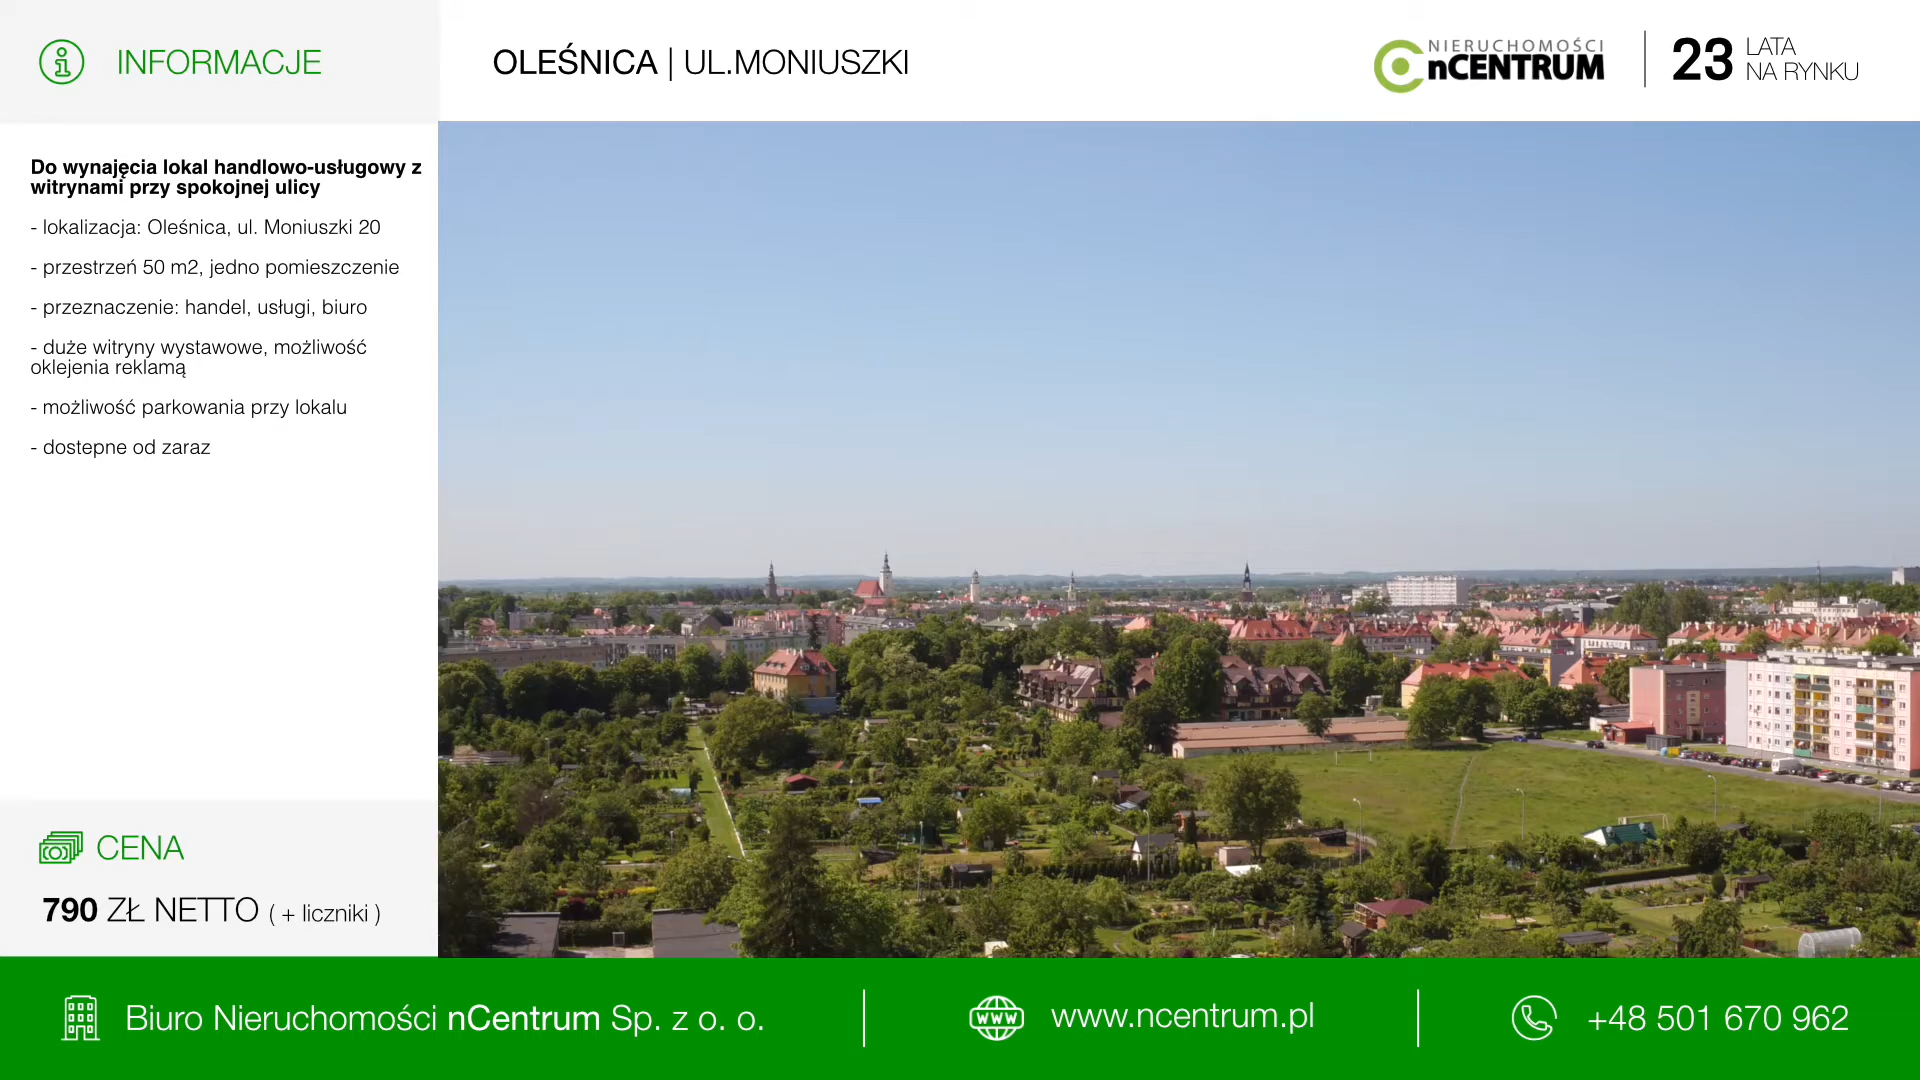 INFORMACJE
OLEŚNICA | UL.MONIUSZKI
NIERUCHOMOŚCI
nCENTRUM
23 LATA
NA RYNKU
Do wynajęcia lokal handlowo-usługowy z
witrynami przy spokojnej ulicy
- lokalizacja: Oleśnica, ul. Moniuszki 20
- przestrzeń 50 m2, jedno pomieszczenie
- przeznaczenie: handel, usługi, biuro
- duże witryny wystawowe, możliwość
oklejenia reklamą
- możliwość parkowania przy lokalu
- dostepne od zaraz
CENA
790 ZŁ NETTO ( + liczniki )
Biuro Nieruchomości nCentrum Sp. z o. o.
WWW
www.ncentrum.pl
+48 501 670 962